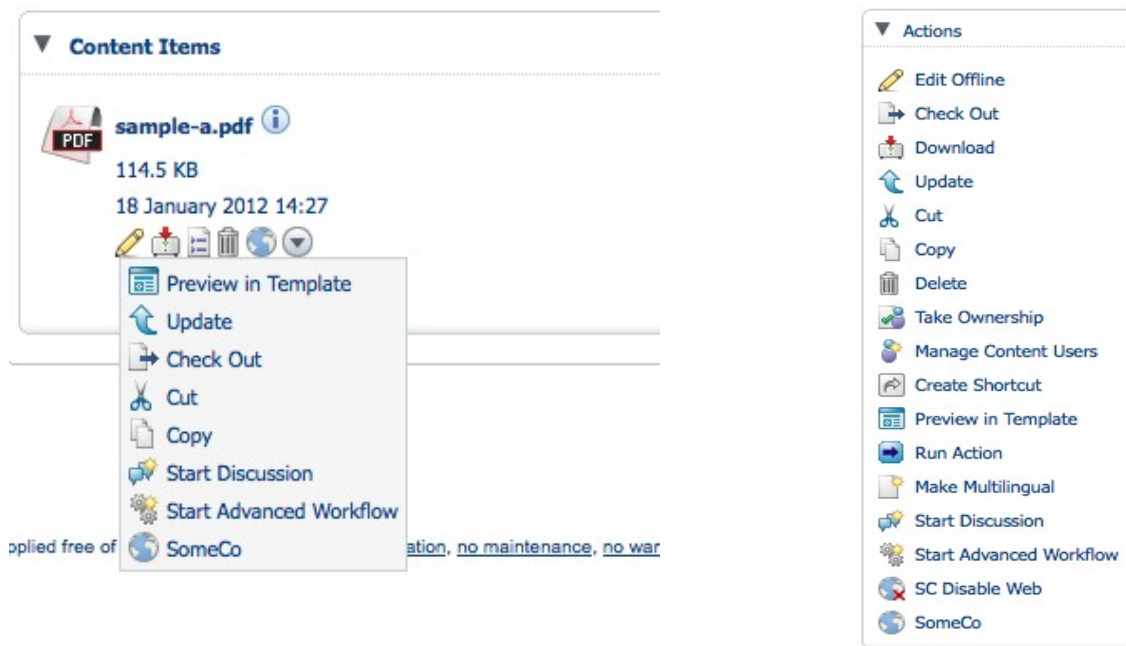 Content Items
PDF
sample-a.pdf
114.5 KB
18 January 2012 14:27
Preview in Template
Update
Check Out
Cut
Copy
Start Discussion
Start Advanced Workflow
SomeCo
oplied free of ation, no maintenance, no war
Actions
Edit Offline
Check Out
Download
Update
Cut
Copy
Delete
Take Ownership
Manage Content Users
Create Shortcut
Preview in Template
Run Action
Make Multilingual
Start Discussion
Start Advanced Workflow
SC Disable Web
SomeCo